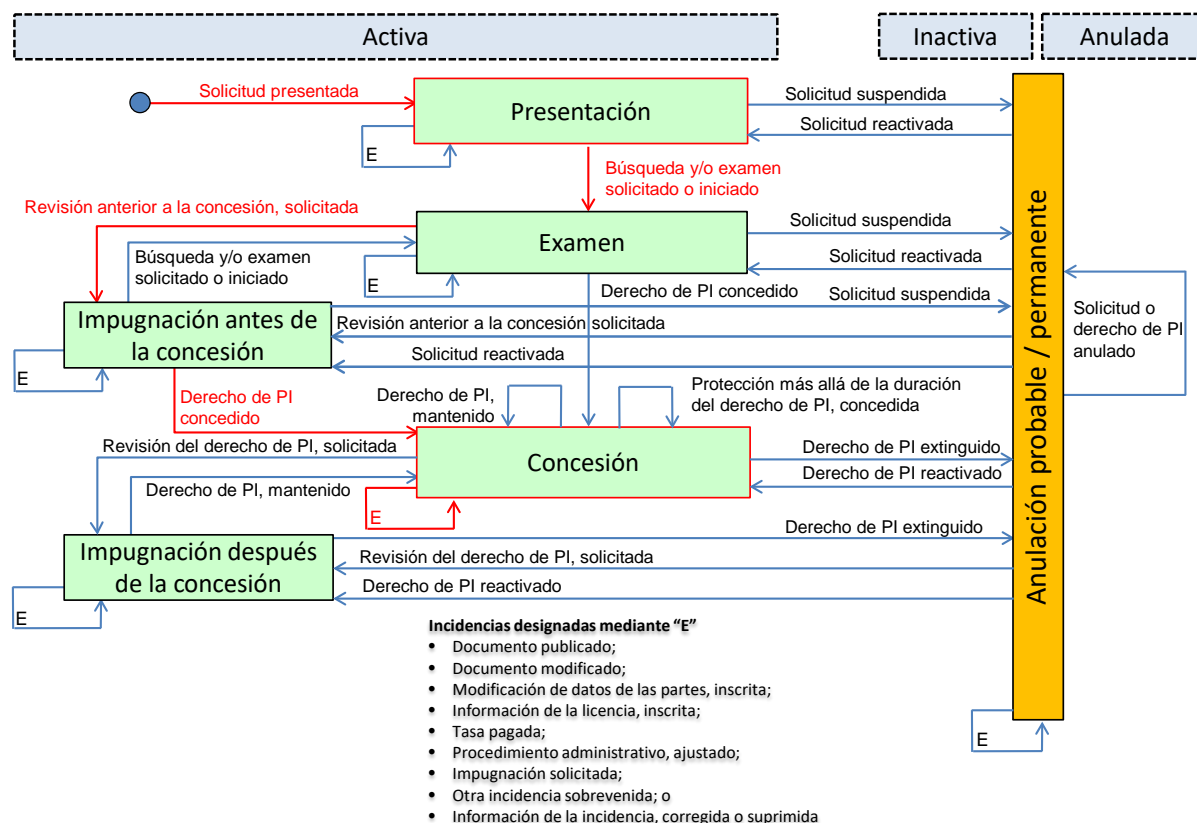 Activa
Inactiva
Anulada
Solicitud presentada
Presentación
Solicitud suspendida
Solicitud reactivada
E
Búsqueda y/o examen
solicitado o iniciado
Revisión anterior a la concesión, solicitada
Examen
Solicitud suspendida
Solicitud reactivada
E
Búsqueda y/o examen
solicitado o iniciado
Derecho de PI concedido
Solicitud suspendida
Impugnación antes de
la concesión
Revisión anterior a la concesión solicitada
Solicitud reactivada
E
Solicitud o
derecho de PI
anulado
Anulación probable / permanente
Derecho de PI
concedido
Derecho de PI,
mantenido
Protección más allá de la duración
del derecho de PI, concedida
Revisión del derecho de PI, solicitada
Concesión
Derecho de PI extinguido
Derecho de PI reactivado
Derecho de PI, mantenido
E
Derecho de PI extinguido
Impugnación después
de la concesión
Revisión del derecho de PI, solicitada
Derecho de PI reactivado
E
Incidencias designadas mediante “E”
• Documento publicado;
• Documento modificado;
• Modificación de datos de las partes, inscrita;
• Información de la licencia, inscrita;
• Tasa pagada;
• Procedimiento administrativo, ajustado;
• Impugnación solicitada;
• Otra incidencia sobrevenida; o
• Información de la incidencia, corregida o suprimida
E